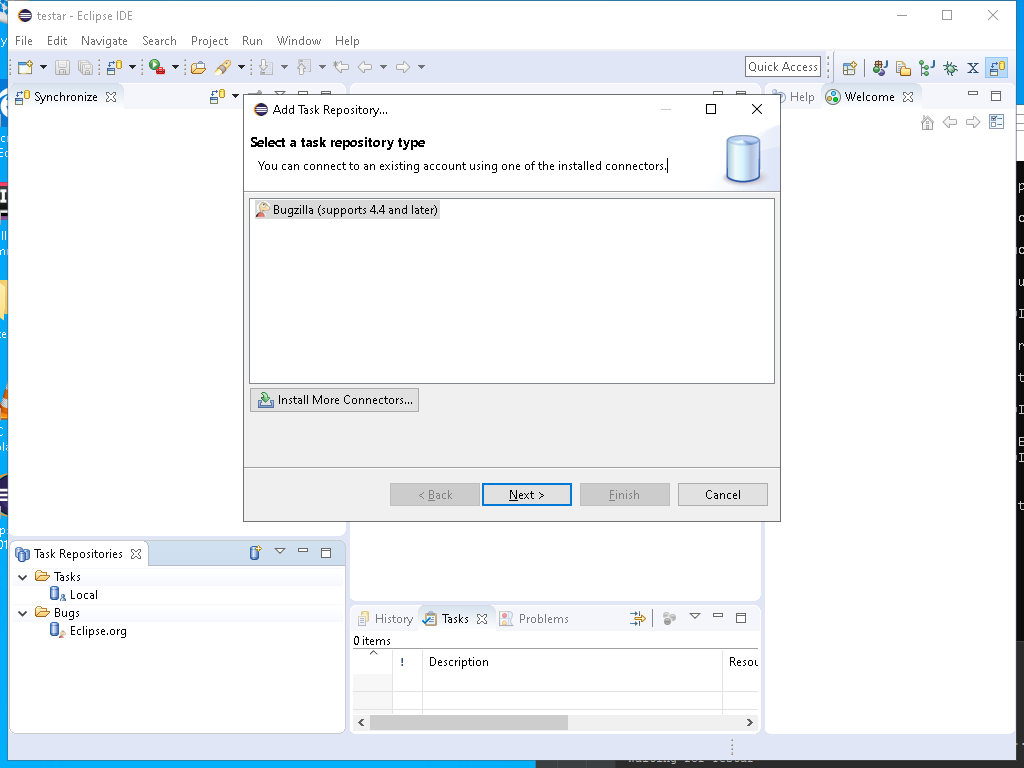 testar - Eclipse IDE
File Edit Navigate Search Project Run Window Help
Quick Access
Synchronize
Help
Welcome
Add Task Repository...
Select a task repository type
You can connect to an existing account using one of the installed connectors.
Bugzilla (supports 4.4 and later)
Install More Connectors...
< Back
Next >
Finish
Cancel
Task Repositories
Tasks
Local
Bugs
Eclipse.org
History
Tasks
Problems
0 items
!
Description
Resou